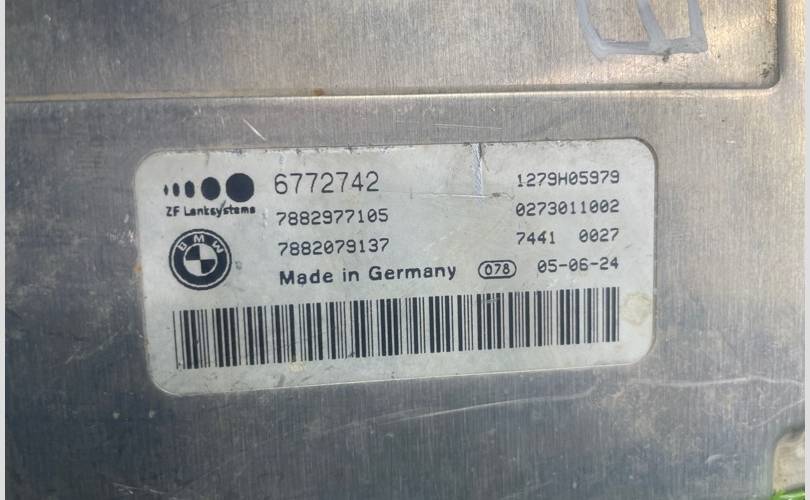 6772742 1279H05979
ZF Lenksysteme
7882977105 0273011002
BMW
7882079137 7441 0027
Made in Germany 078 05-06-24